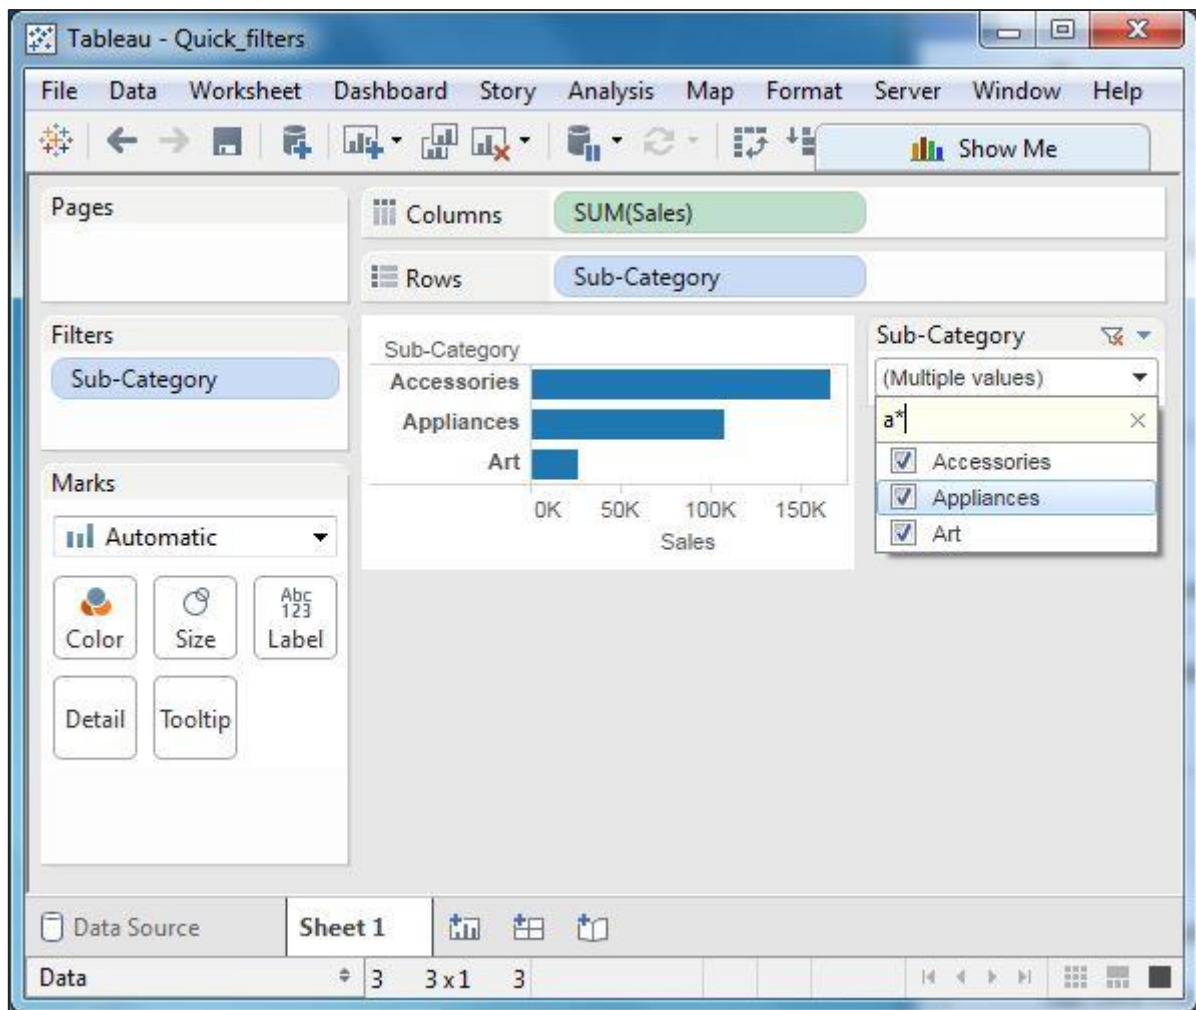 Tableau - Quick_filters
File Data Worksheet Dashboard Story Analysis Map Format Server Window Help
Show Me
Pages
Columns SUM(Sales)
Rows Sub-Category
Filters
Sub-Category
Marks
Automatic
Color Size Abc 123 Label
Detail Tooltip
Sub-Category
Accessories
Appliances
Art
0K 50K 100K 150K
Sales
Sub-Category
(Multiple values)
a*
Accessories
Appliances
Art
Data Source Sheet 1
Data 3 3 x 1 3